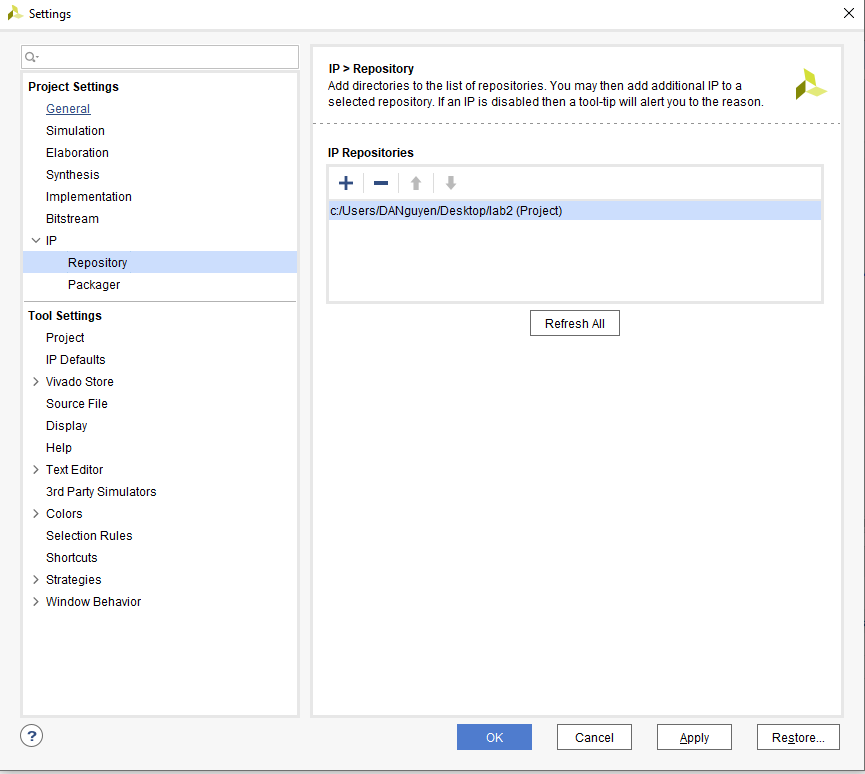 Settings
Project Settings
General
Simulation
Elaboration
Synthesis
Implementation
Bitstream
IP
Repository
Packager
Tool Settings
Project
IP Defaults
Vivado Store
Source File
Display
Help
Text Editor
3rd Party Simulators
Colors
Selection Rules
Shortcuts
Strategies
Window Behavior
IP > Repository
Add directories to the list of repositories. You may then add additional IP to a
selected repository. If an IP is disabled then a tool-tip will alert you to the reason.
IP Repositories
c:/Users/DANguyen/Desktop/lab2 (Project)
Refresh All
?
OK
Cancel
Apply
Restore...